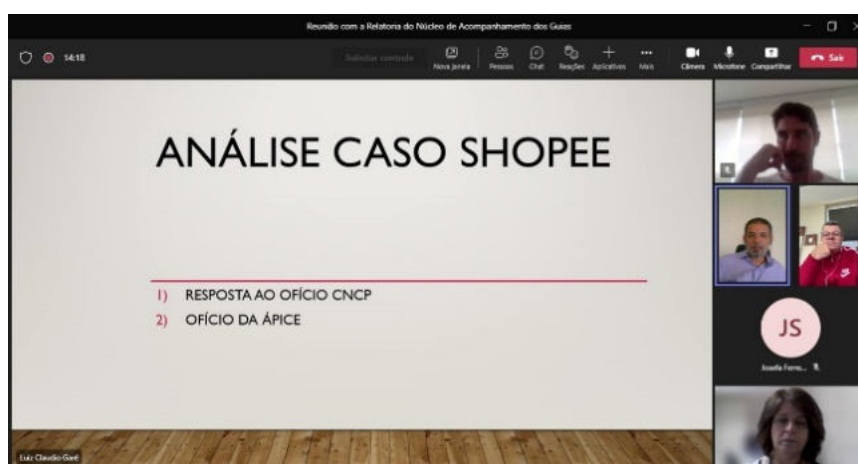 Reunião com a Relatoria do Núcleo de Acompanhamento dos Guias
14:18
Solicitar controle
Nova janela
Pessoas
Chat
Reações
Aplicativos
Mais
Câmera
Microfone
Compartilhar
Sair
ANÁLISE CASO SHOPEE
1) RESPOSTA AO OFÍCIO CNCP
2) OFÍCIO DA ÁPICE
JS
Luiz Claudio Garé